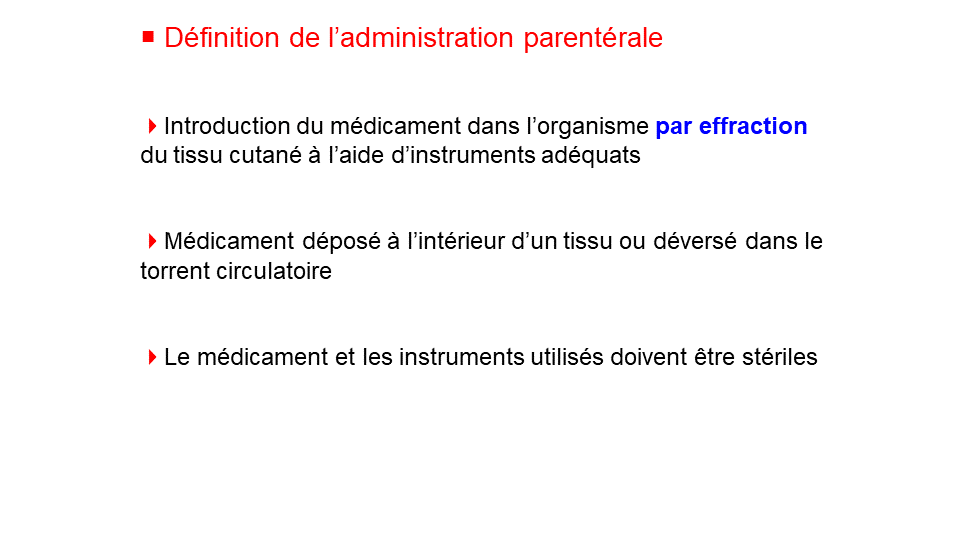 ▪ Définition de l’administration parentérale
Introduction du médicament dans l’organisme par effraction
du tissu cutané à l’aide d’instruments adéquats
Médicament déposé à l’intérieur d’un tissu ou déversé dans le
torrent circulatoire
Le médicament et les instruments utilisés doivent être stériles